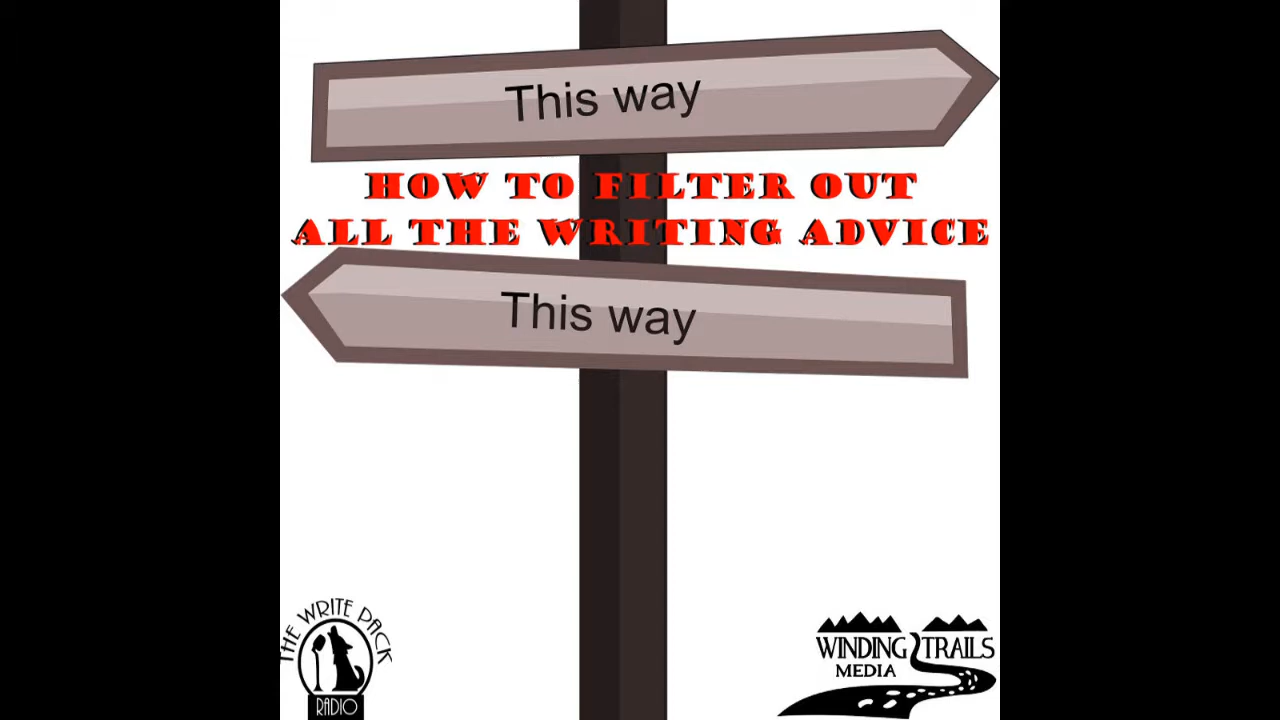 This way
HOW TO FILTER OUT
ALL THE WRITING ADVICE
This way
THE WRITE PACK
RADIO
WINDING TRAILS
MEDIA